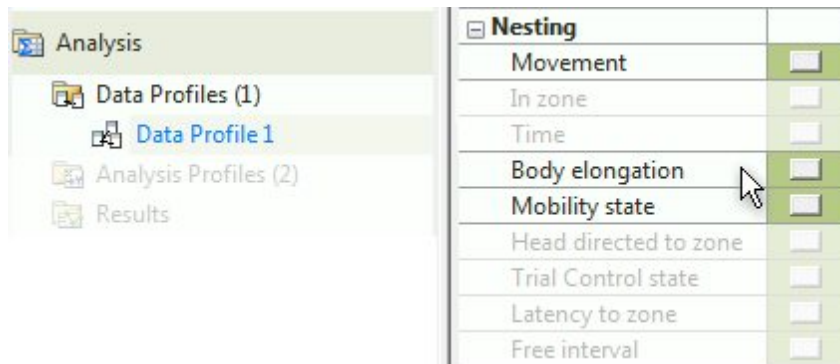 Analysis
Data Profiles (1)
Data Profile 1
Analysis Profiles (2)
Results
Nesting
Movement
In zone
Time
Body elongation
Mobility state
Head directed to zone
Trial Control state
Latency to zone
Free interval